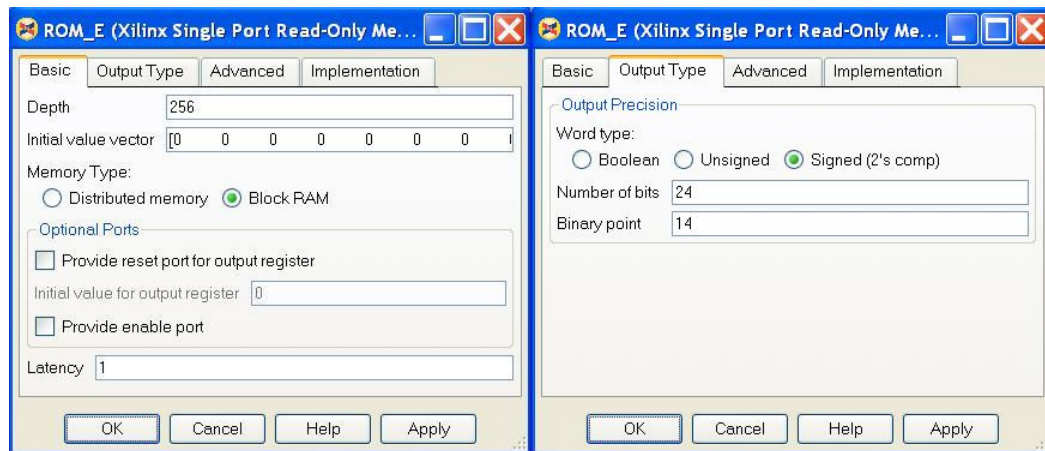 ROM_E (Xilinx Single Port Read-Only Me...
Basic Output Type Advanced Implementation
Depth 256
Initial value vector [0 0 0 0 0 0 0
Memory Type:
Distributed memory Block RAM
Optional Ports
Provide reset port for output register
Initial value for output register 0
Provide enable port
Latency 1
OK Cancel Help Apply
ROM_E (Xilinx Single Port Read-Only Me...
Basic Output Type Advanced Implementation
Output Precision
Word type:
Boolean Unsigned Signed (2's comp)
Number of bits 24
Binary point 14
OK Cancel Help Apply